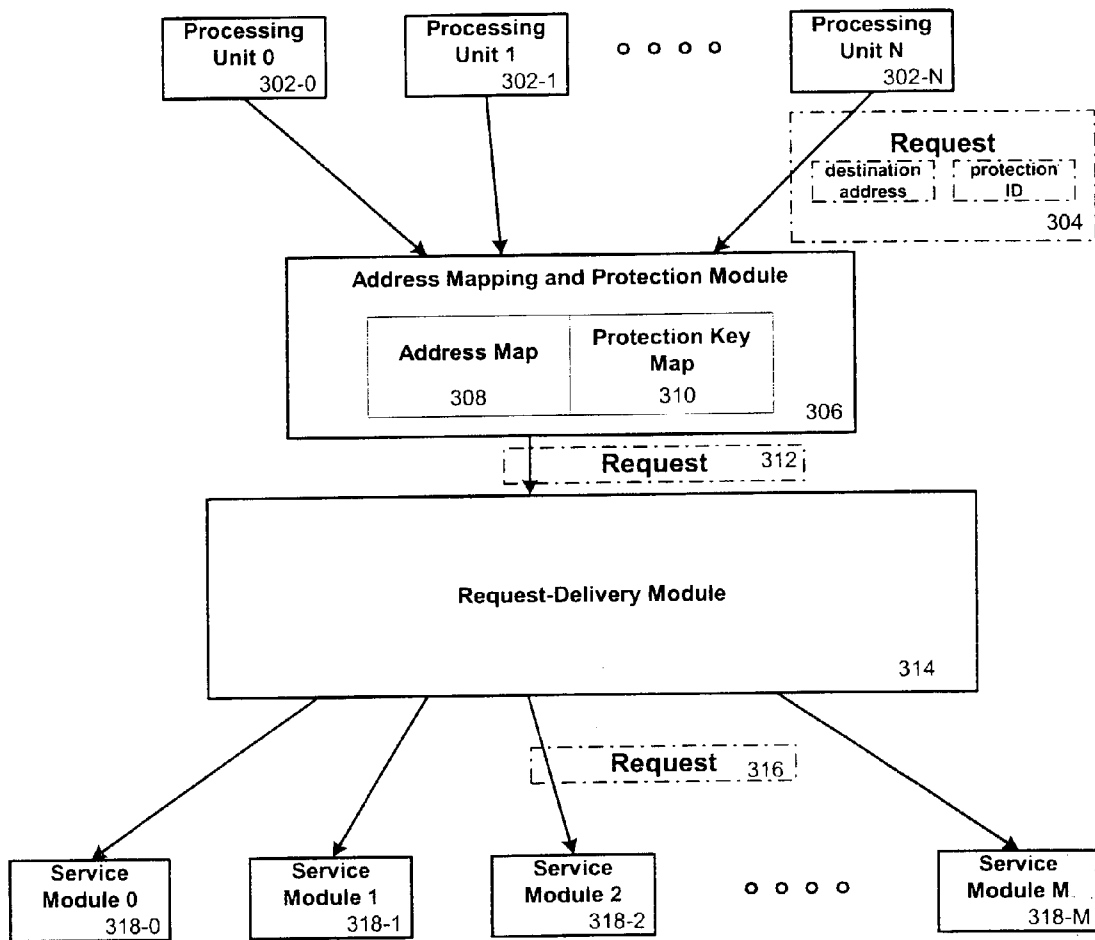 Processing
Unit 0
302-0
Processing
Unit 1
302-1
Processing
Unit N
302-N
Request
destination
address
protection
ID
304
Address Mapping and Protection Module
Address Map
308
Protection Key
Map
310
306
Request 312
Request-Delivery Module
314
Request 316
Service
Module 0
318-0
Service
Module 1
318-1
Service
Module 2
318-2
Service
Module M
318-M